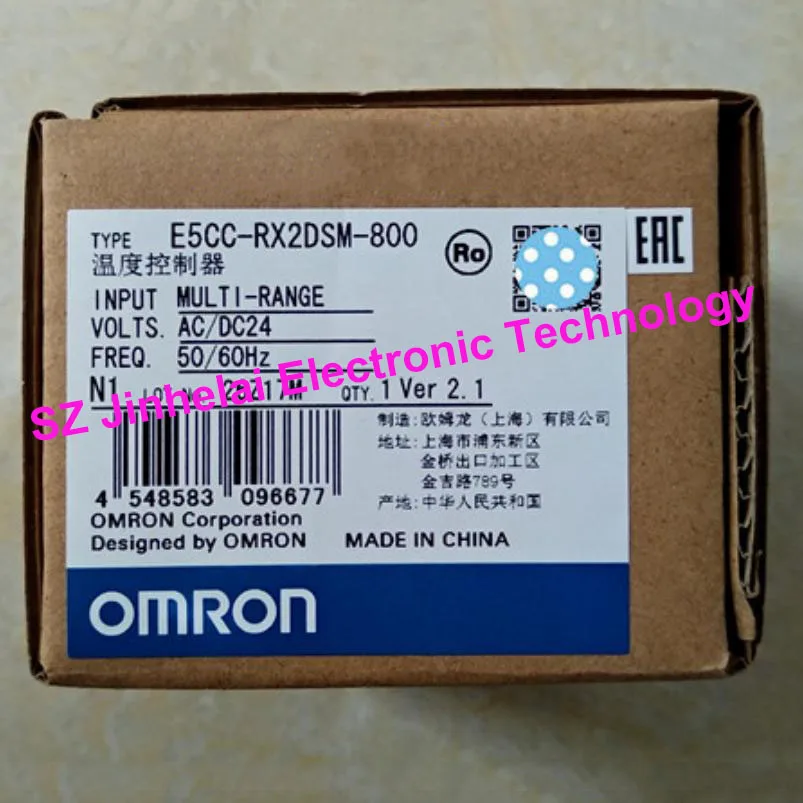 TYPE E5CC-RX2DSM-800
温度控制器
Ro
EAC
INPUT MULTI-RANGE
VOLTS. AC/DC24
FREQ. 50/60Hz
N1 LOT No. 25217M QTY. 1 Ver 2.1
SZ Jinhelai Electronic Technology
制造: 欧姆龙 (上海) 有限公司
地址: 上海市浦东新区
金桥出口加工区
金吉路789号
产地: 中华人民共和国
4 548583 096677
OMRON Corporation
Designed by OMRON MADE IN CHINA
OMRON